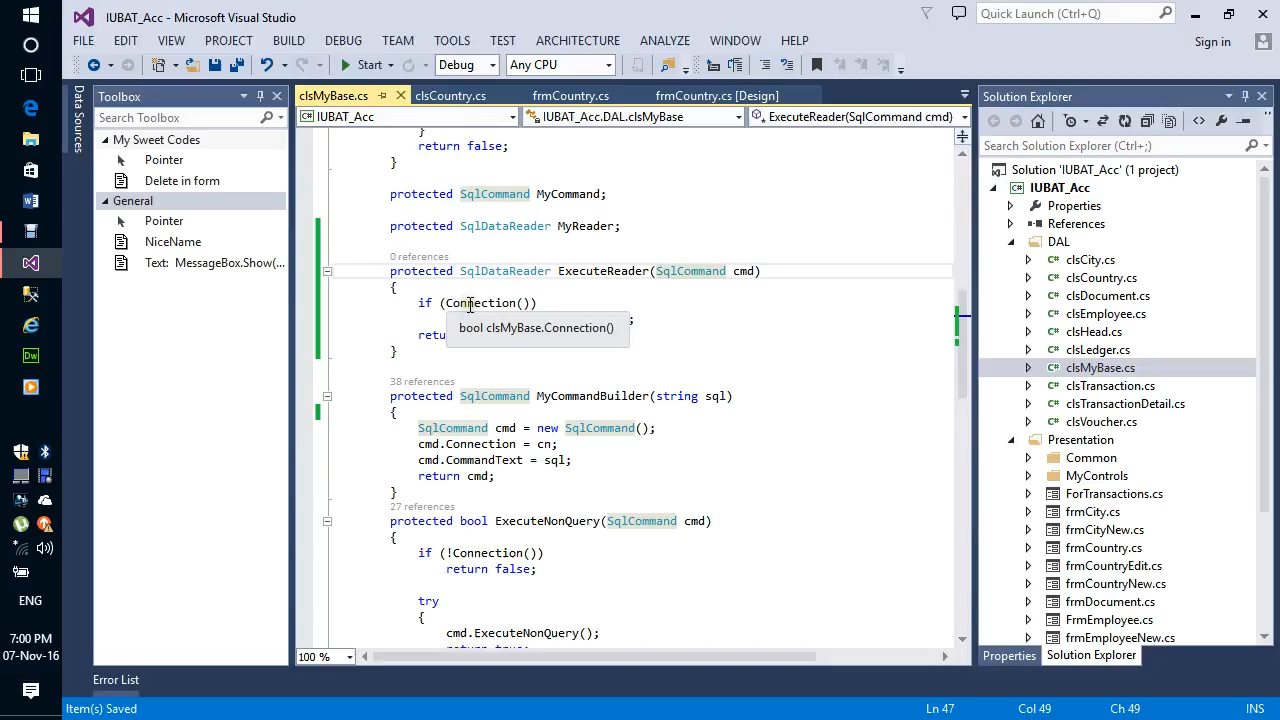 IUBAT_Acc - Microsoft Visual Studio
Quick Launch (Ctrl+Q)
FILE EDIT VIEW PROJECT BUILD DEBUG TEAM TOOLS TEST ARCHITECTURE ANALYZE WINDOW HELP
Sign in
Start Debug Any CPU
Data Sources
Toolbox
Search Toolbox
My Sweet Codes
Pointer
Delete in form
General
Pointer
NiceName
Text: MessageBox.Show(...
clsMyBase.cs clsCountry.cs frmCountry.cs frmCountry.cs [Design]
IUBAT_Acc IUBAT_Acc.DAL.clsMyBase ExecuteReader(SqlCommand cmd)
}
return false;
}
protected SqlCommand MyCommand;
protected SqlDataReader MyReader;
0 references
protected SqlDataReader ExecuteReader(SqlCommand cmd)
{
if (Connection())
;
bool clsMyBase.Connection()
retu
}
38 references
protected SqlCommand MyCommandBuilder(string sql)
{
SqlCommand cmd = new SqlCommand();
cmd.Connection = cn;
cmd.CommandText = sql;
return cmd;
}
27 references
protected bool ExecuteNonQuery(SqlCommand cmd)
{
if (!Connection())
return false;
try
{
cmd.ExecuteNonQuery();
return true;
100 %
Solution Explorer
Search Solution Explorer (Ctrl+;)
Solution 'IUBAT_Acc' (1 project)
IUBAT_Acc
Properties
References
DAL
clsCity.cs
clsCountry.cs
clsDocument.cs
clsEmployee.cs
clsHead.cs
clsLedger.cs
clsMyBase.cs
clsTransaction.cs
clsTransactionDetail.cs
clsVoucher.cs
Presentation
Common
MyControls
ForTransactions.cs
frmCity.cs
frmCityNew.cs
frmCountry.cs
frmCountryEdit.cs
frmCountryNew.cs
frmDocument.cs
FrmEmployee.cs
frmEmployeeNew.cs
Properties Solution Explorer
Error List
Item(s) Saved Ln 47 Col 49 Ch 49 INS
ENG
7:00 PM
07-Nov-16